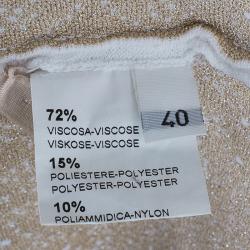 72%
VISCOSA-VISCOSE
VISKOSE-VISCOSE
15%
POLIESTERE-POLYESTER
POLYESTER-POLYESTER
10%
POLIAMMIDICA-NYLON
40